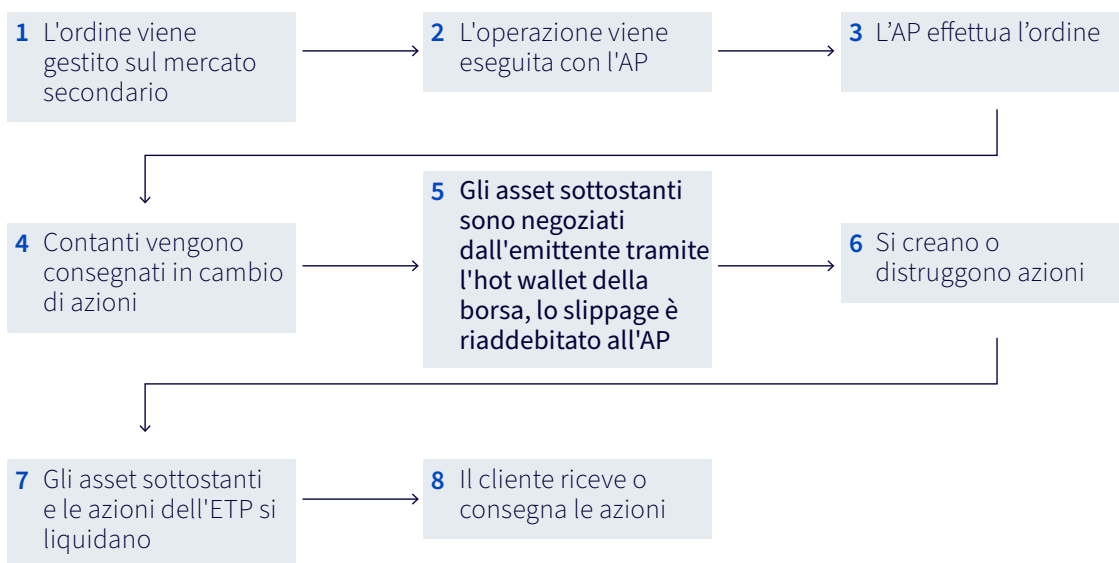 1 L'ordine viene
gestito sul mercato
secondario
2 L'operazione viene
eseguita con l'AP
3 L’AP effettua l’ordine
4 Contanti vengono
consegnati in cambio
di azioni
5 Gli asset sottostanti
sono negoziati
dall'emittente tramite
l'hot wallet della
borsa, lo slippage è
riaddebitato all'AP
6 Si creano o
distruggono azioni
7 Gli asset sottostanti
e le azioni dell'ETP si
liquidano
8 Il cliente riceve o
consegna le azioni